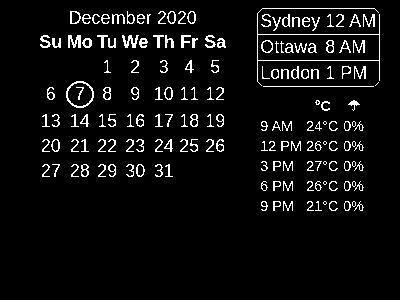 December 2020
Su Mo Tu We Th Fr Sa
1 2 3 4 5
6 7 8 9 10 11 12
13 14 15 16 17 18 19
20 21 22 23 24 25 26
27 28 29 30 31
Sydney 12 AM
Ottawa 8 AM
London 1 PM
°C ☂
9 AM 24°C 0%
12 PM 26°C 0%
3 PM 27°C 0%
6 PM 26°C 0%
9 PM 21°C 0%